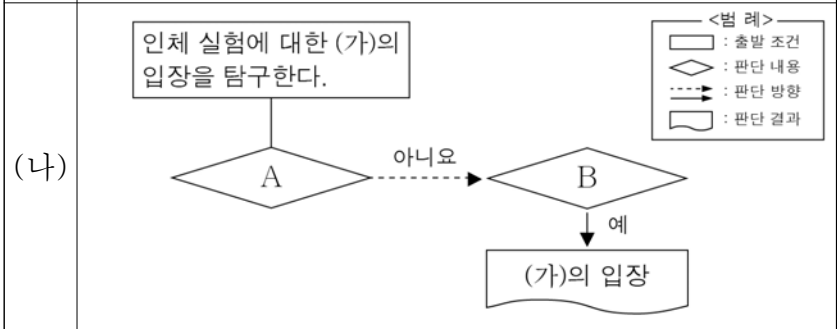 인체 실험에 대한 (가)의
입장을 탐구한다.
<범 례>
: 출발 조건
: 판단 내용
: 판단 방향
: 판단 결과
(나)
A
아니요
B
예
(가)의 입장